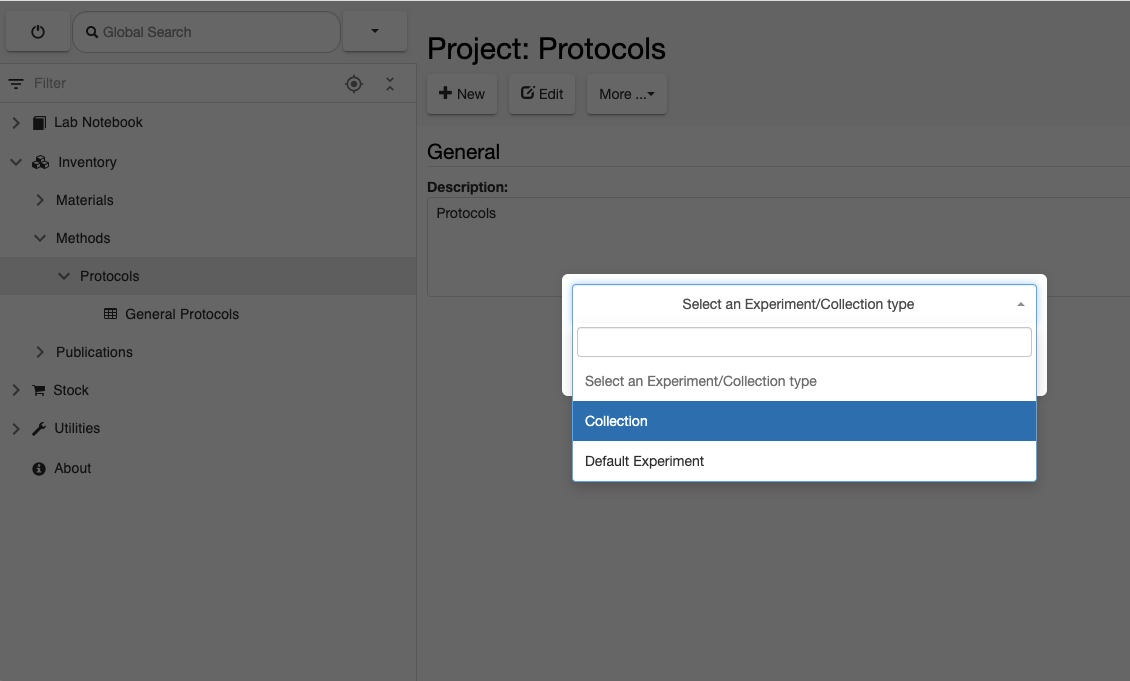 Global Search
Filter
Lab Notebook
Inventory
Materials
Methods
Protocols
General Protocols
Publications
Stock
Utilities
About
Project: Protocols
New
Edit
More ...
General
Description:
Protocols
Select an Experiment/Collection type
Select an Experiment/Collection type
Collection
Default Experiment